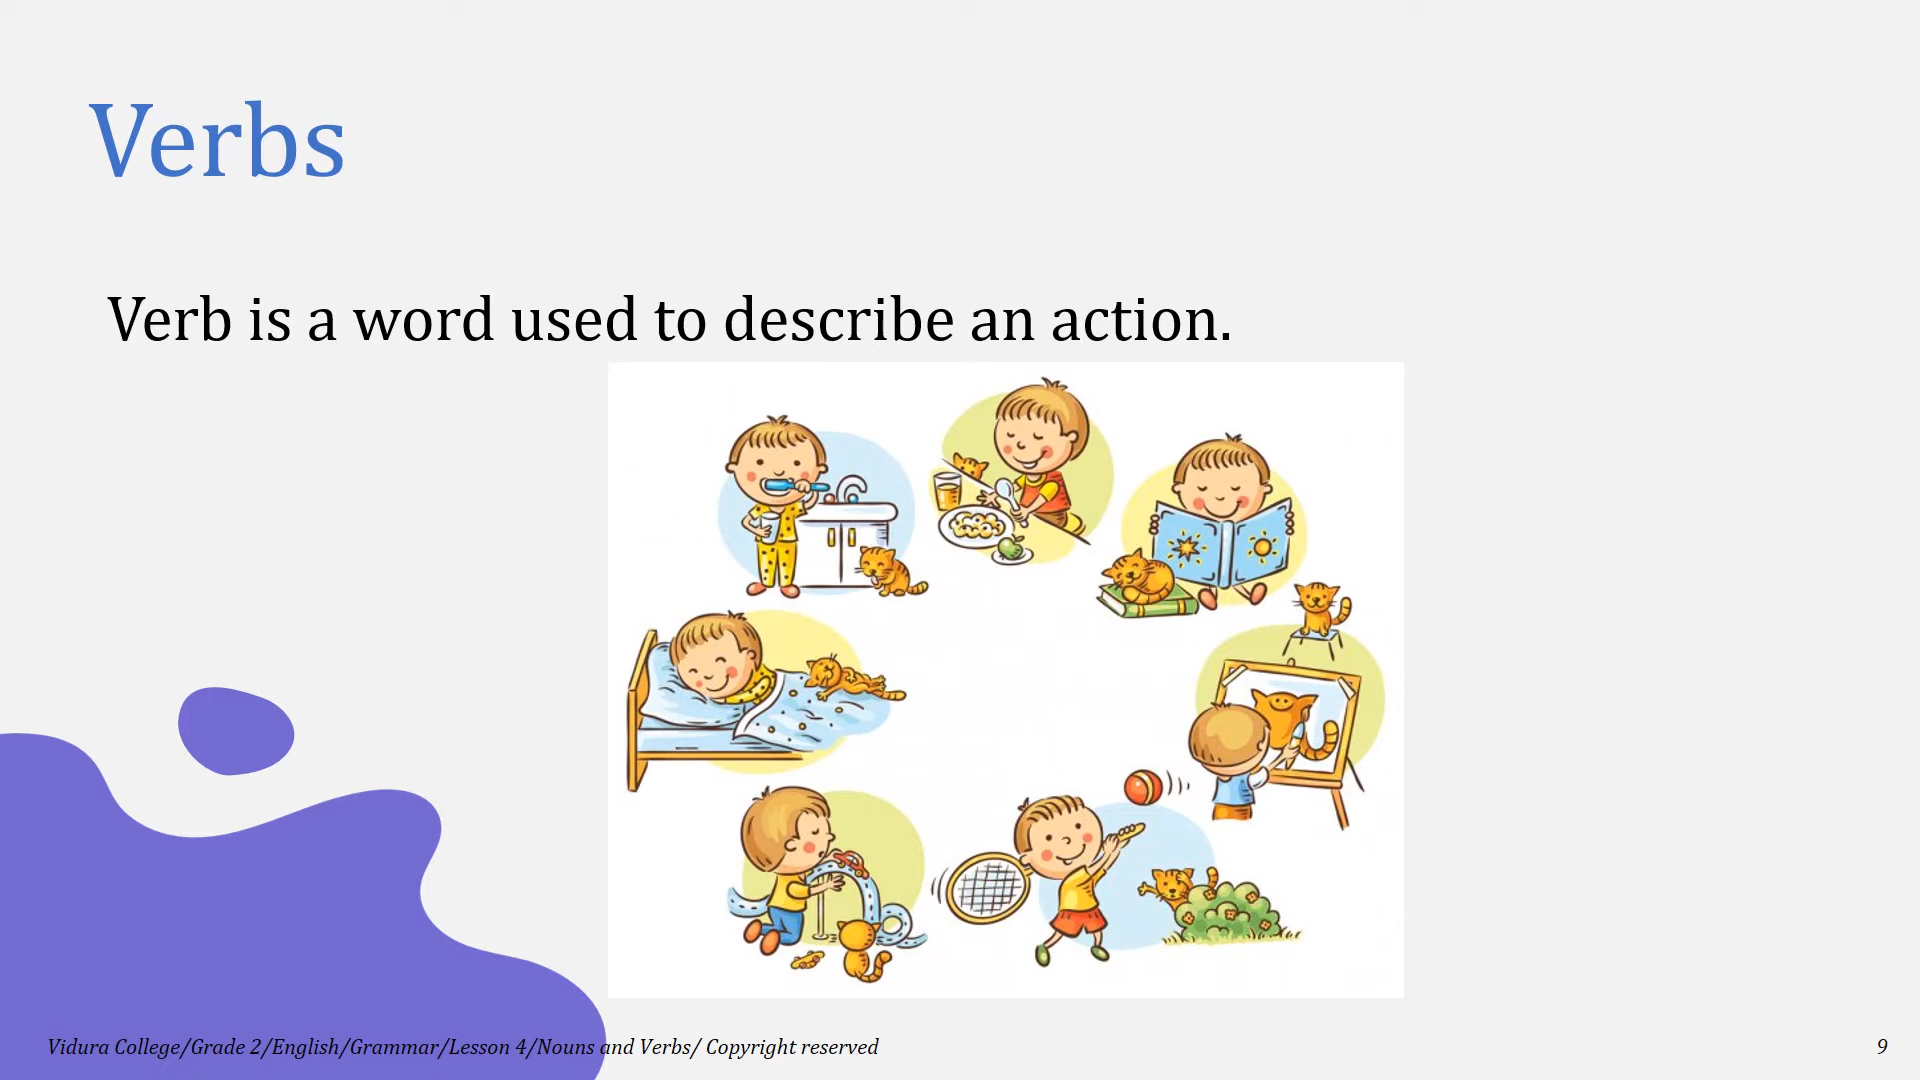 Verbs
Verb is a word used to describe an action.
Vidura College/Grade 2/English/Grammar/Lesson 4/Nouns and Verbs/ Copyright reserved
9